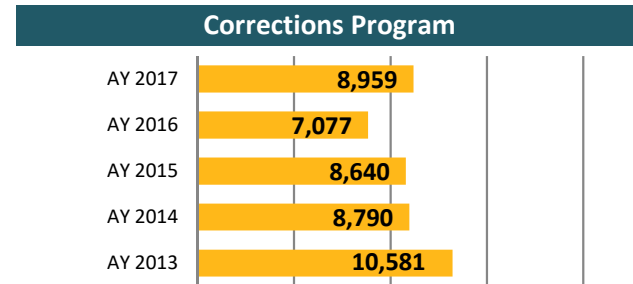 Corrections Program
AY 2017 8,959
AY 2016 7,077
AY 2015 8,640
AY 2014 8,790
AY 2013 10,581